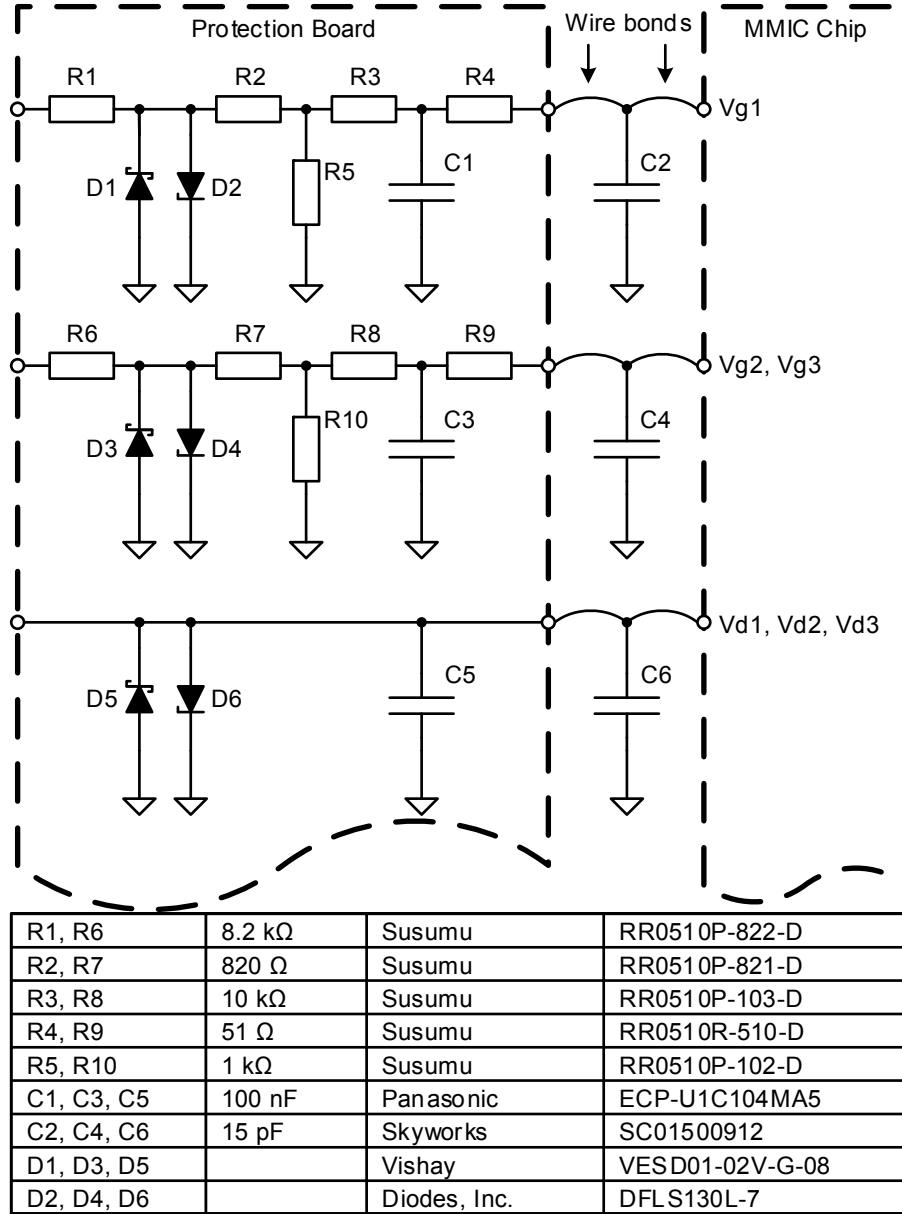 Protection Board
Wire bonds
MMIC Chip
R1
R2
R3
R4
Vg1
D1
D2
R5
C1
C2
R6
R7
R8
R9
Vg2, Vg3
D3
D4
R10
C3
C4
Vd1, Vd2, Vd3
D5
D6
C5
C6
R1, R6 8.2 kΩ Susumu RR0510P-822-D
R2, R7 820 Ω Susumu RR0510P-821-D
R3, R8 10 kΩ Susumu RR0510P-103-D
R4, R9 51 Ω Susumu RR0510R-510-D
R5, R10 1 kΩ Susumu RR0510P-102-D
C1, C3, C5 100 nF Panasonic ECP-U1C104MA5
C2, C4, C6 15 pF Skyworks SC01500912
D1, D3, D5 Vishay VESD01-02V-G-08
D2, D4, D6 Diodes, Inc. DFLS130L-7